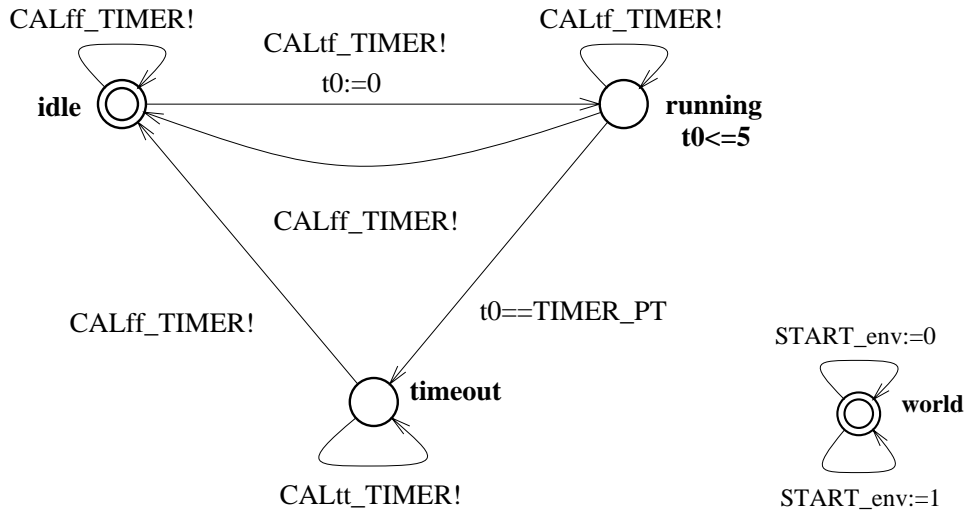 CALff_TIMER!
CALtf_TIMER!
CALtf_TIMER!
t0:=0
idle
running
t0<=5
CALff_TIMER!
CALff_TIMER!
t0==TIMER_PT
START_env:=0
timeout
world
CALtt_TIMER!
START_env:=1